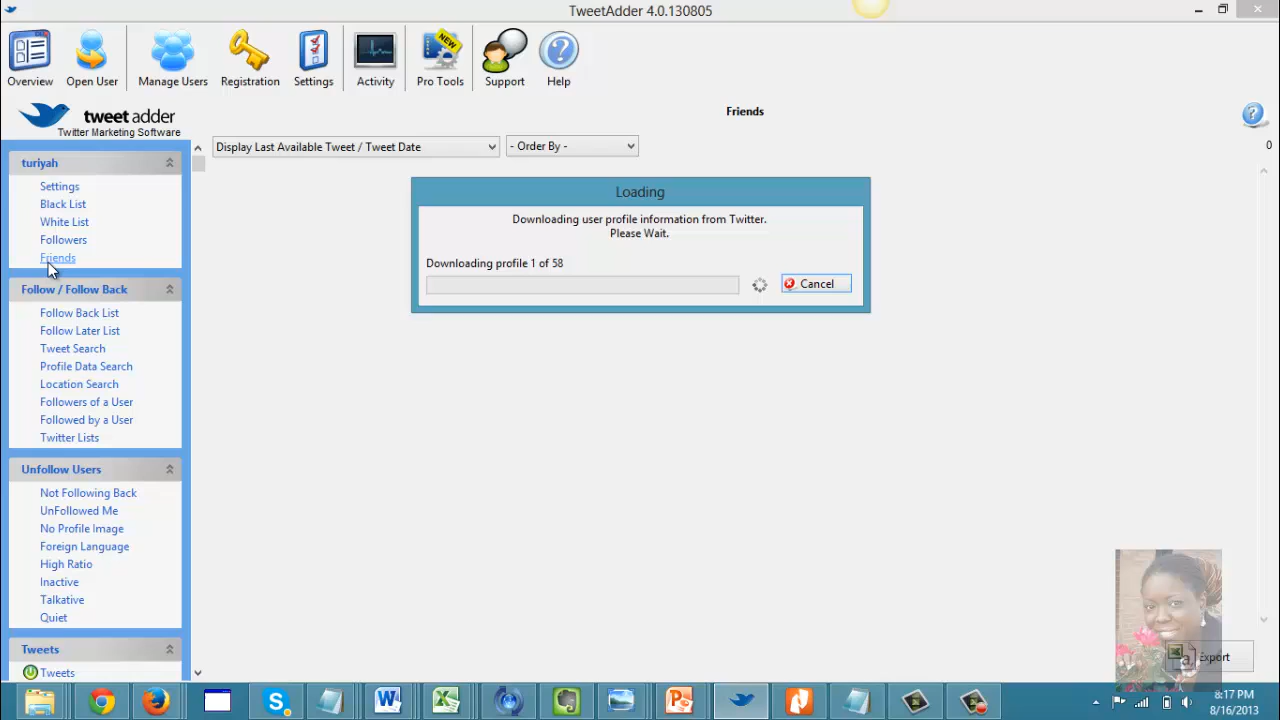 TweetAdder 4.0.130805
Overview
Open User
Manage Users
Registration
Settings
Activity
NEW
Pro Tools
Support
Help
tweet adder
Twitter Marketing Software
Friends
Display Last Available Tweet / Tweet Date
- Order By -
0
turiyah
Settings
Black List
White List
Followers
Friends
Loading
Downloading user profile information from Twitter.
Please Wait.
Downloading profile 1 of 58
Cancel
Follow / Follow Back
Follow Back List
Follow Later List
Tweet Search
Profile Data Search
Location Search
Followers of a User
Followed by a User
Twitter Lists
Unfollow Users
Not Following Back
UnFollowed Me
No Profile Image
Foreign Language
High Ratio
Inactive
Talkative
Quiet
Tweets
Tweets
Export
8:17 PM
8/16/2013